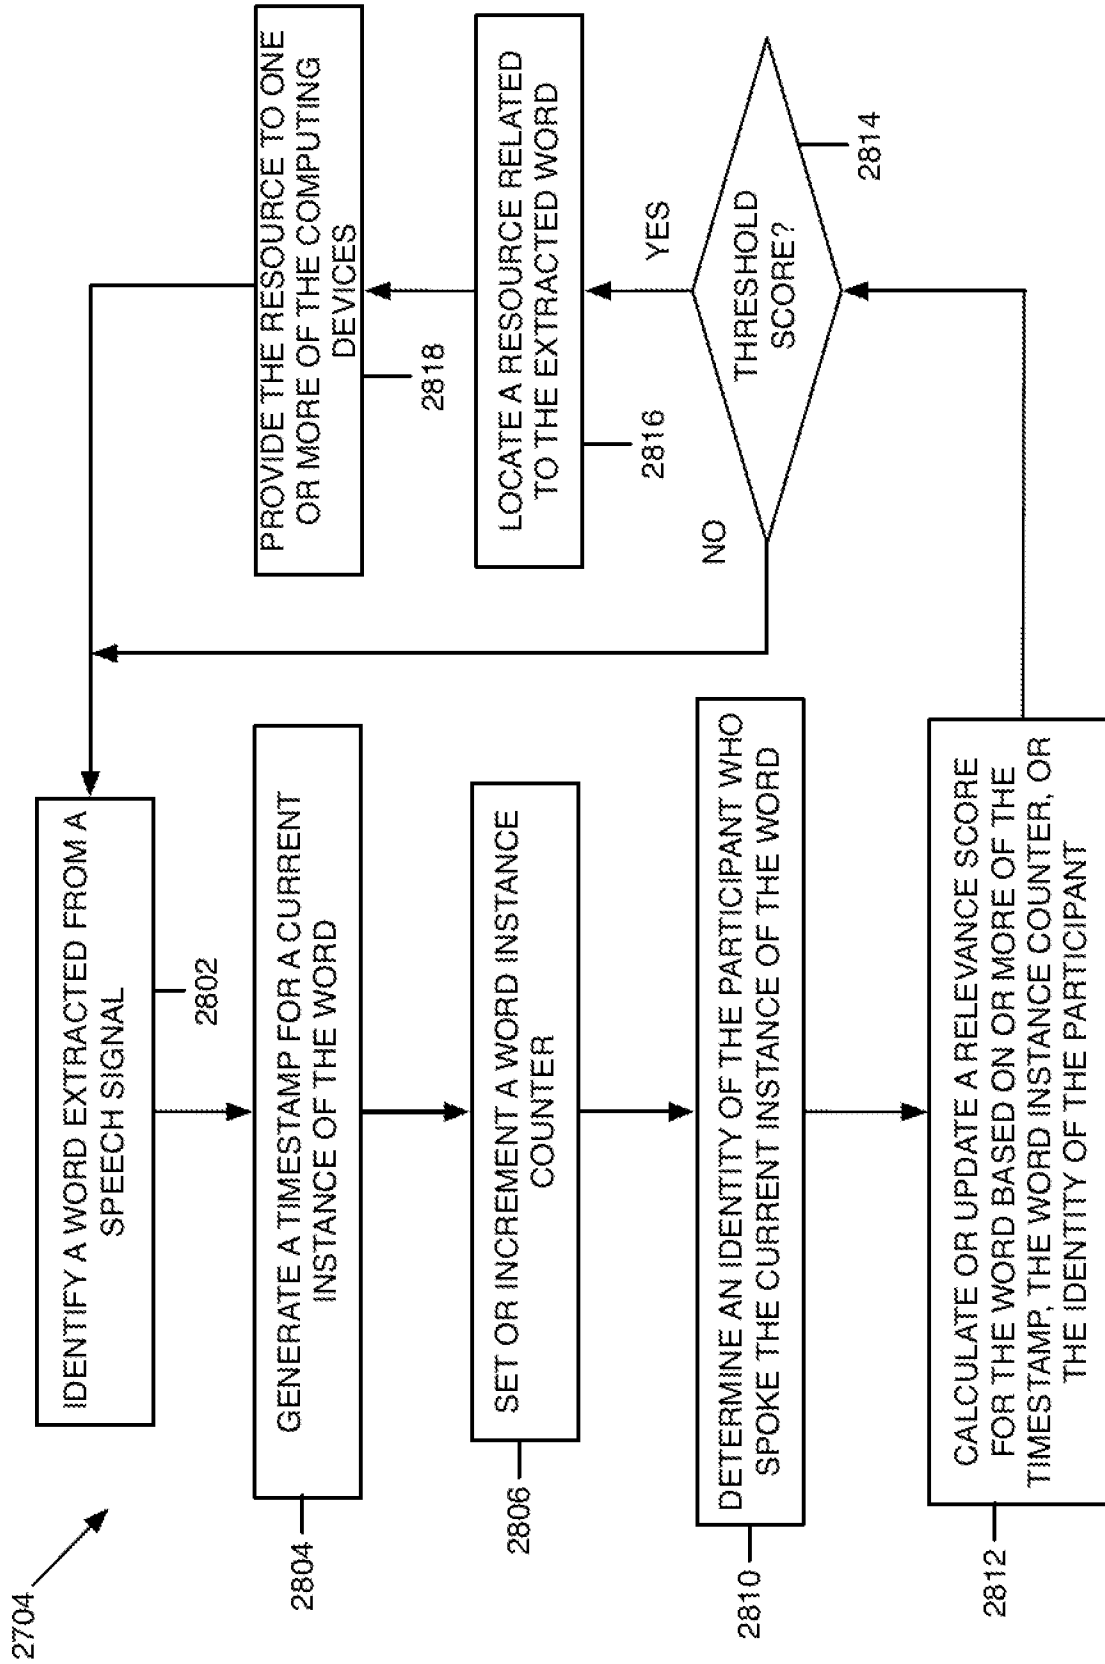 2704
IDENTIFY A WORD EXTRACTED FROM A
SPEECH SIGNAL
2802
GENERATE A TIMESTAMP FOR A CURRENT
INSTANCE OF THE WORD
2804
SET OR INCREMENT A WORD INSTANCE
COUNTER
2806
DETERMINE AN IDENTITY OF THE PARTICIPANT WHO
SPOKE THE CURRENT INSTANCE OF THE WORD
2810
CALCULATE OR UPDATE A RELEVANCE SCORE
FOR THE WORD BASED ON OR MORE OF THE
TIMESTAMP, THE WORD INSTANCE COUNTER, OR
THE IDENTITY OF THE PARTICIPANT
2812
THRESHOLD
SCORE?
2814
NO
YES
LOCATE A RESOURCE RELATED
TO THE EXTRACTED WORD
2816
PROVIDE THE RESOURCE TO ONE
OR MORE OF THE COMPUTING
DEVICES
2818